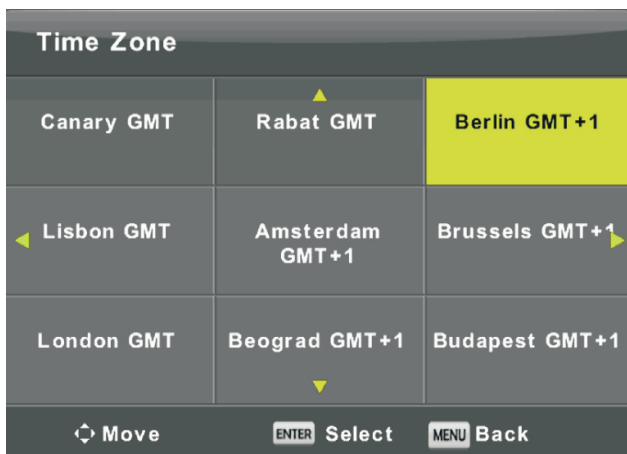 Time Zone
Canary GMT
Rabat GMT
Berlin GMT+1
Lisbon GMT
Amsterdam
GMT+1
Brussels GMT+1
London GMT
Beograd GMT+1
Budapest GMT+1
Move
ENTER Select
MENU Back